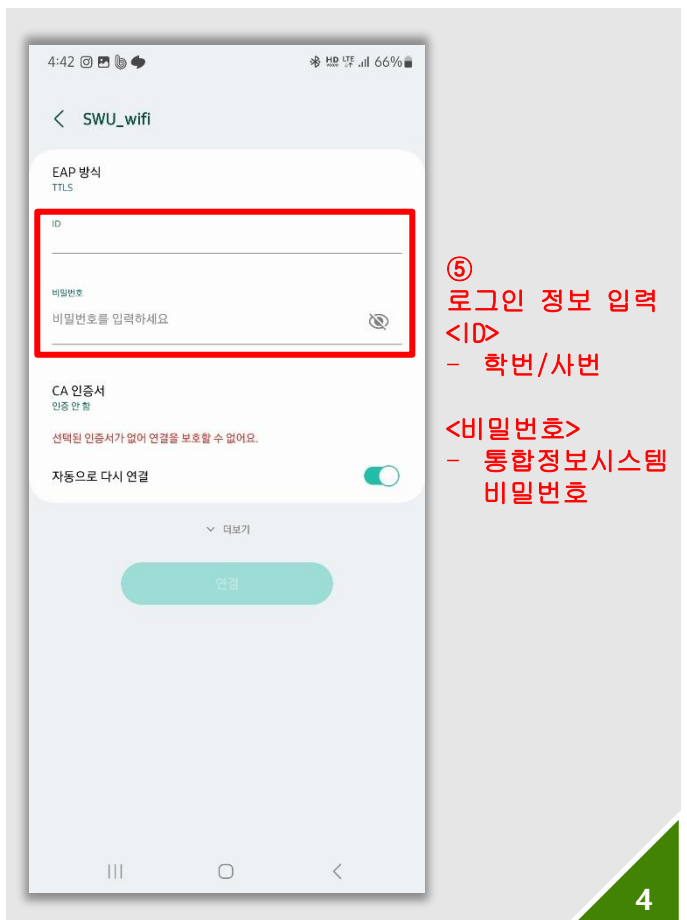 4:42
HD LTE 66%
SWU_wifi
EAP 방식
TTLS
ID
비밀번호
비밀번호를 입력하세요
CA 인증서
인증 안 함
선택된 인증서가 없어 연결을 보호할 수 없어요.
자동으로 다시 연결
더보기
연결
⑤
로그인 정보 입력
<ID>
- 학번/사번
<비밀번호>
- 통합정보시스템
비밀번호
4